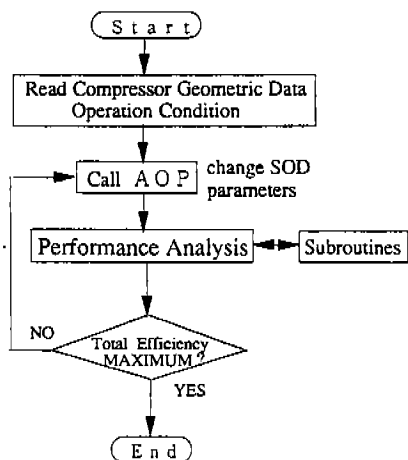 Start
Read Compressor Geometric Data
Operation Condition
Call AOP
change SOD
parameters
Performance Analysis
Subroutines
NO
Total Efficiency
MAXIMUM ?
YES
End